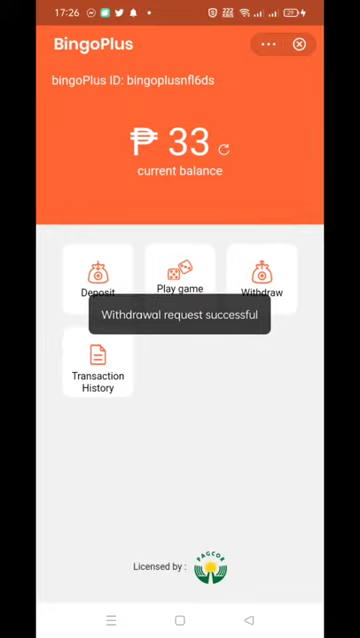 17:26
29
BingoPlus
bingoPlus ID: bingoplusnfl6ds
₱ 33
current balance
Deposit
Play game
Withdraw
Withdrawal request successful
Transaction
History
Licensed by :
PAGCOR